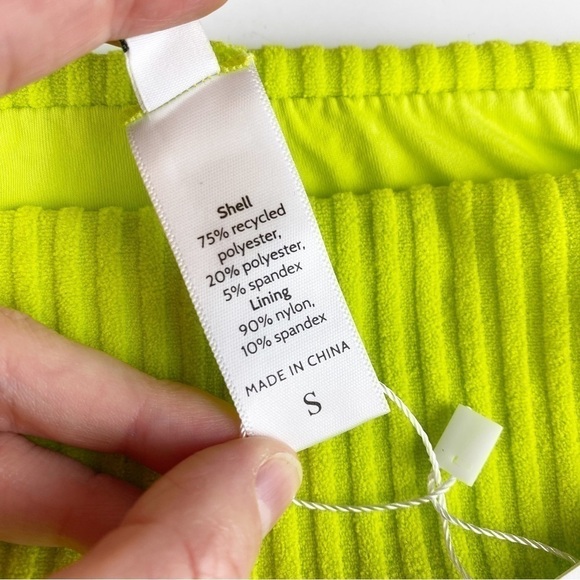 Shell
75% recycled
polyester,
20% polyester,
5% spandex
Lining
90% nylon,
10% spandex
MADE IN CHINA
S